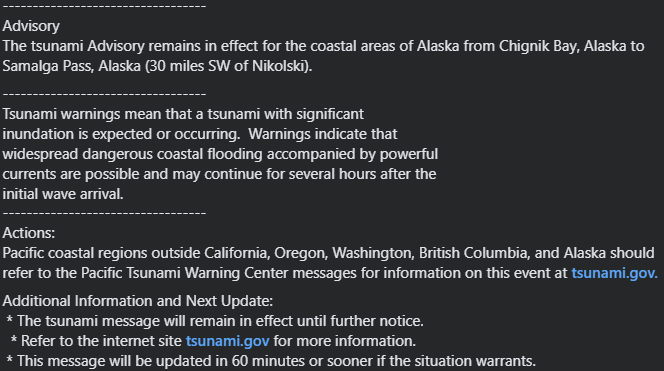 ----------------------------------
Advisory
The tsunami Advisory remains in effect for the coastal areas of Alaska from Chignik Bay, Alaska to
Samalga Pass, Alaska (30 miles SW of Nikolski).
----------------------------------
Tsunami warnings mean that a tsunami with significant
inundation is expected or occurring.  Warnings indicate that
widespread dangerous coastal flooding accompanied by powerful
currents are possible and may continue for several hours after the
initial wave arrival.
----------------------------------
Actions:
Pacific coastal regions outside California, Oregon, Washington, British Columbia, and Alaska should
refer to the Pacific Tsunami Warning Center messages for information on this event at tsunami.gov.
Additional Information and Next Update:
* The tsunami message will remain in effect until further notice.
* Refer to the internet site tsunami.gov for more information.
* This message will be updated in 60 minutes or sooner if the situation warrants.